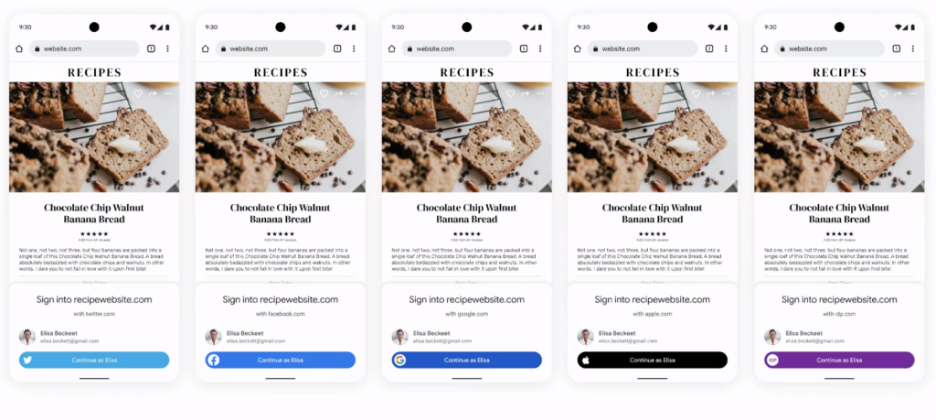 9:30
website.com
1
RECIPES
Chocolate Chip Walnut
Banana Bread
★★★★★
Not one, not two, not three, but four bananas are packed into a
single loaf of this Chocolate Chip Walnut Banana Bread. A bread
absolutely bedazzled with chocolate chips and walnuts. In other
words, I dare you to not fall in love with it upon first bite!
Sign into recipewebsite.com
with twitter.com
Elisa Beckett
elisa.beckett@gmail.com
Continue as Elisa
9:30
website.com
1
RECIPES
Chocolate Chip Walnut
Banana Bread
★★★★★
Not one, not two, not three, but four bananas are packed into a
single loaf of this Chocolate Chip Walnut Banana Bread. A bread
absolutely bedazzled with chocolate chips and walnuts. In other
words, I dare you to not fall in love with it upon first bite!
Sign into recipewebsite.com
with facebook.com
Elisa Beckett
elisa.beckett@gmail.com
Continue as Elisa
9:30
website.com
1
RECIPES
Chocolate Chip Walnut
Banana Bread
★★★★★
Not one, not two, not three, but four bananas are packed into a
single loaf of this Chocolate Chip Walnut Banana Bread. A bread
absolutely bedazzled with chocolate chips and walnuts. In other
words, I dare you to not fall in love with it upon first bite!
Sign into recipewebsite.com
with google.com
Elisa Beckett
elisa.beckett@gmail.com
Continue as Elisa
9:30
website.com
1
RECIPES
Chocolate Chip Walnut
Banana Bread
★★★★★
Not one, not two, not three, but four bananas are packed into a
single loaf of this Chocolate Chip Walnut Banana Bread. A bread
absolutely bedazzled with chocolate chips and walnuts. In other
words, I dare you to not fall in love with it upon first bite!
Sign into recipewebsite.com
with apple.com
Elisa Beckett
elisa.beckett@gmail.com
Continue as Elisa
9:30
website.com
1
RECIPES
Chocolate Chip Walnut
Banana Bread
★★★★★
Not one, not two, not three, but four bananas are packed into a
single loaf of this Chocolate Chip Walnut Banana Bread. A bread
absolutely bedazzled with chocolate chips and walnuts. In other
words, I dare you to not fall in love with it upon first bite!
Sign into recipewebsite.com
with idp.com
Elisa Beckett
elisa.beckett@gmail.com
IDP
Continue as Elisa